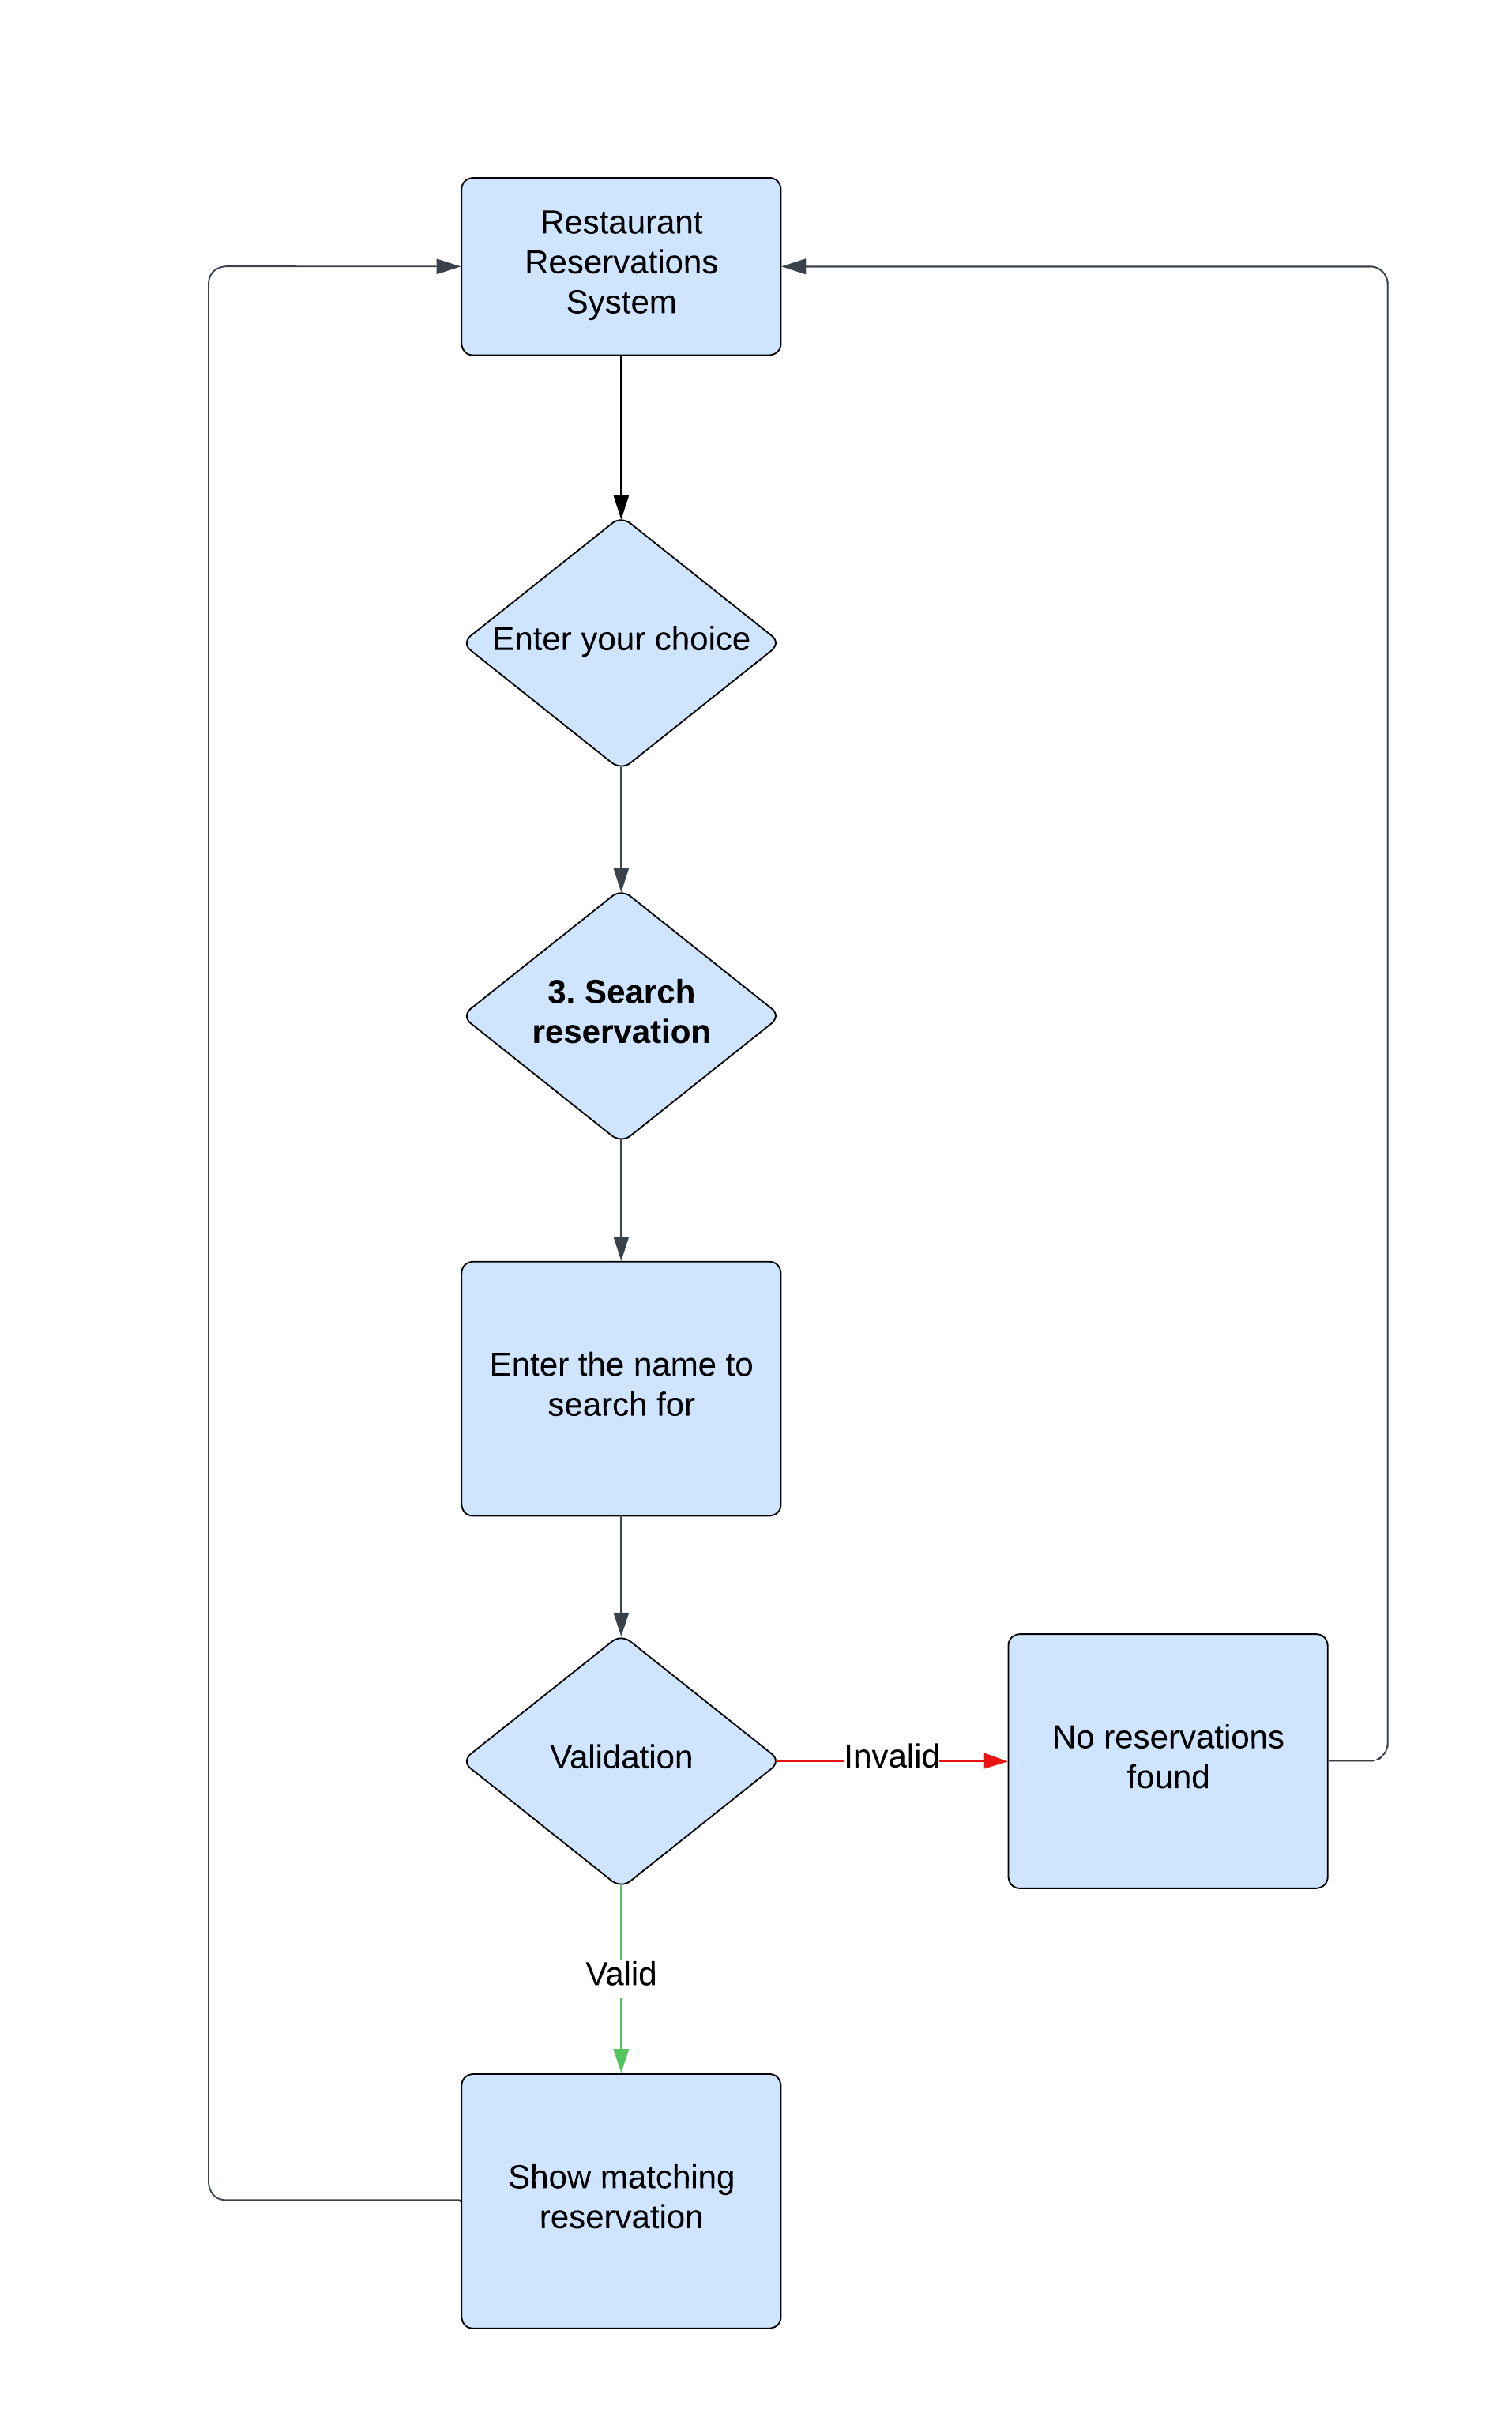 Restaurant
Reservations
System
Enter your choice
3. Search
reservation
Enter the name to
search for
Validation
Invalid
No reservations
found
Valid
Show matching
reservation